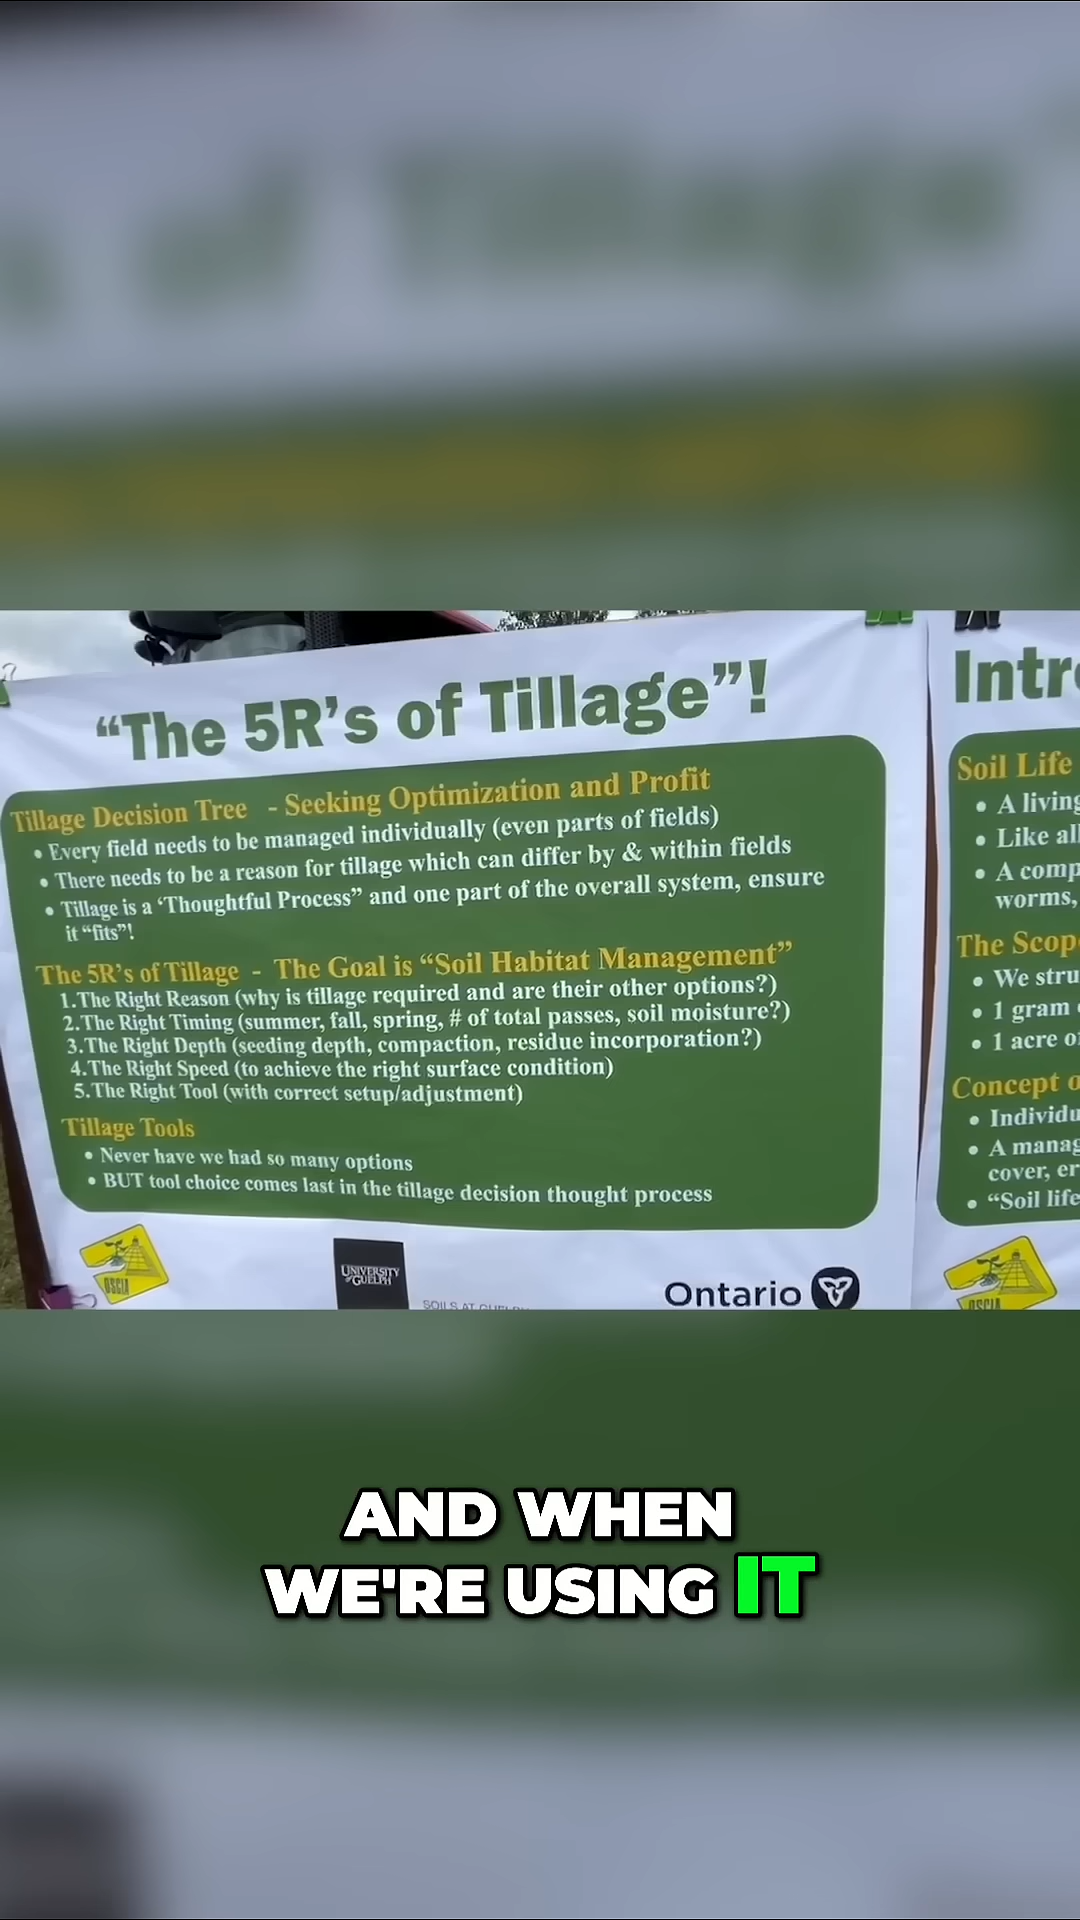 "The 5R's of Tillage"!
Tillage Decision Tree - Seeking Optimization and Profit
• Every field needs to be managed individually (even parts of fields)
• There needs to be a reason for tillage which can differ by & within fields
• Tillage is a 'Thoughtful Process" and one part of the overall system, ensure
it "fits"!
The 5R's of Tillage - The Goal is "Soil Habitat Management"
1.The Right Reason (why is tillage required and are their other options?)
2.The Right Timing (summer, fall, spring, # of total passes, soil moisture?)
3.The Right Depth (seeding depth, compaction, residue incorporation?)
4.The Right Speed (to achieve the right surface condition)
5.The Right Tool (with correct setup/adjustment)
Tillage Tools
• Never have we had so many options
• BUT tool choice comes last in the tillage decision thought process
OSCIA
UNIVERSITY
OF GUELPH
SOILS AT
Ontario
Soil Life
• A living
• Like all
• A
worms,
The
• We
• 1 gram
• 1 acre
Concept
•
• A
cover,
• "Soil life
OSCIA
AND WHEN
WE'RE USING IT